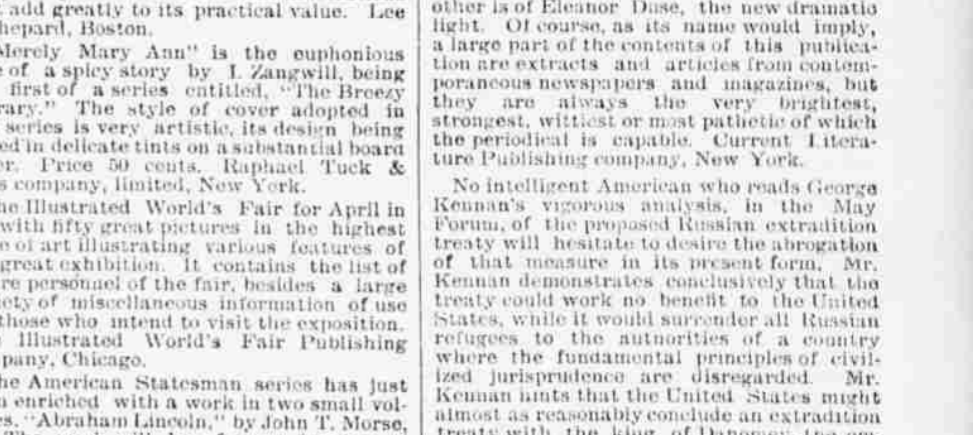 add greatly to its practical value. Lee
hepard, Boston.
Merely Mary Ann" is the euphonious
e of a spicy story by I. Zangwill, being
first of a series entitled, "The Breezy
rary." The style of cover adopted in
series is very artistic, its design being
ed in delicate tints on a substantial board
er. Price 50 cents. Raphael Tuck &
s company, limited, New York.
he Illustrated World's Fair for April in
with fifty great pictures in the highest
e of art illustrating various features of
great exhibition. It contains the list of
re personnel of the fair, besides a large
iety of miscellaneous information of use
those who intend to visit the exposition.
Illustrated World's Fair Publishing
pany, Chicago.
he American Statesman series has just
n enriched with a work in two small vol-
es, "Abraham Lincoln," by John T. Morse,
other is of Eleanor Duse, the new dramatic
light. Of course, as its name would imply,
a large part of the contents of this publica-
tion are extracts and articles from contem-
poraneous newspapers and magazines, but
they are always the very brightest,
strongest, wittiest or most pathetic of which
the periodical is capable. Current Litera-
ture Publishing company, New York.
No intelligent American who reads George
Kennan's vigorous analysis, in the May
Forum, of the proposed Russian extradition
treaty will hesitate to desire the abrogation
of that measure in its present form. Mr.
Kennan demonstrates conclusively that the
treaty could work no benefit to the United
States, while it would surrender all Russian
refugees to the authorities of a country
where the fundamental principles of civil-
ized jurisprudence are disregarded. Mr.
Kennan hints that the United States might
almost as reasonably conclude an extradition
treaty with the king of Dahomey, the